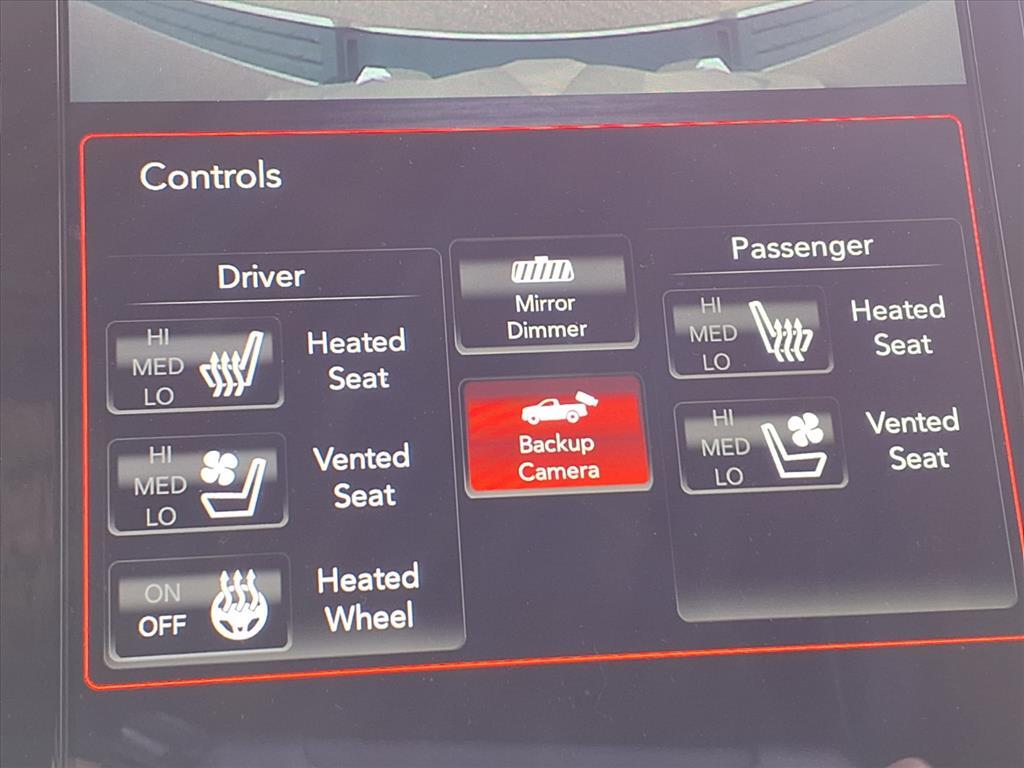 Controls
Driver
HI
MED
LO
Heated
Seat
HI
MED
LO
Vented
Seat
ON
OFF
Heated
Wheel
Mirror
Dimmer
Backup
Camera
Passenger
HI
MED
LO
Heated
Seat
HI
MED
LO
Vented
Seat